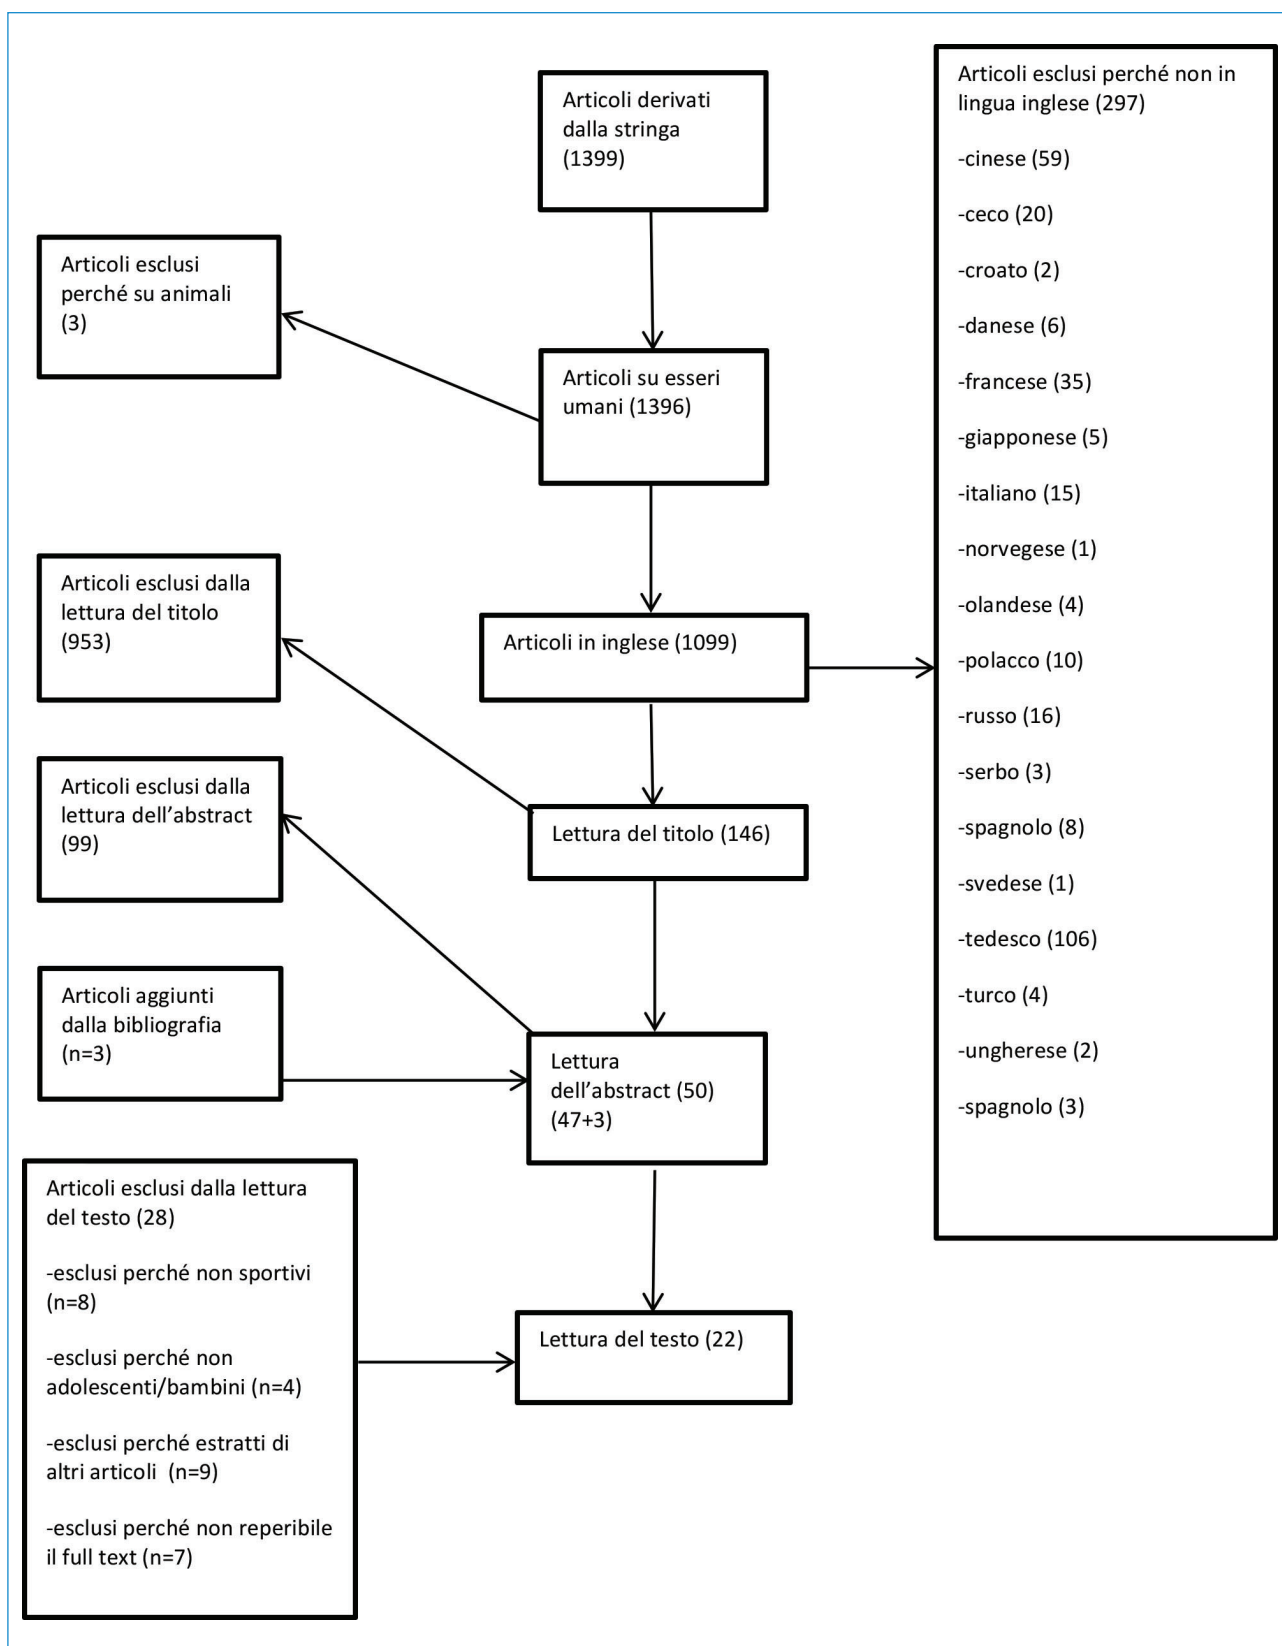 Articoli derivati
dalla stringa
(1399)
Articoli esclusi
perché su animali
(3)
Articoli su esseri
umani (1396)
Articoli esclusi perché non in
lingua inglese (297)
-cinese (59)
-ceco (20)
-croato (2)
-danese (6)
-francese (35)
-giapponese (5)
-italiano (15)
-norvegese (1)
-olandese (4)
-polacco (10)
-russo (16)
-serbo (3)
-spagnolo (8)
-svedese (1)
-tedesco (106)
-turco (4)
-ungherese (2)
-spagnolo (3)
Articoli in inglese (1099)
Articoli esclusi dalla
lettura del titolo
(953)
Lettura del titolo (146)
Articoli esclusi dalla
lettura dell’abstract
(99)
Articoli aggiunti
dalla bibliografia
(n=3)
Lettura
dell’abstract (50)
(47+3)
Articoli esclusi dalla lettura
del testo (28)
-esclusi perché non sportivi
(n=8)
-esclusi perché non
adolescenti/bambini (n=4)
-esclusi perché estratti di
altri articoli  (n=9)
-esclusi perché non reperibile
il full text (n=7)
Lettura del testo (22)